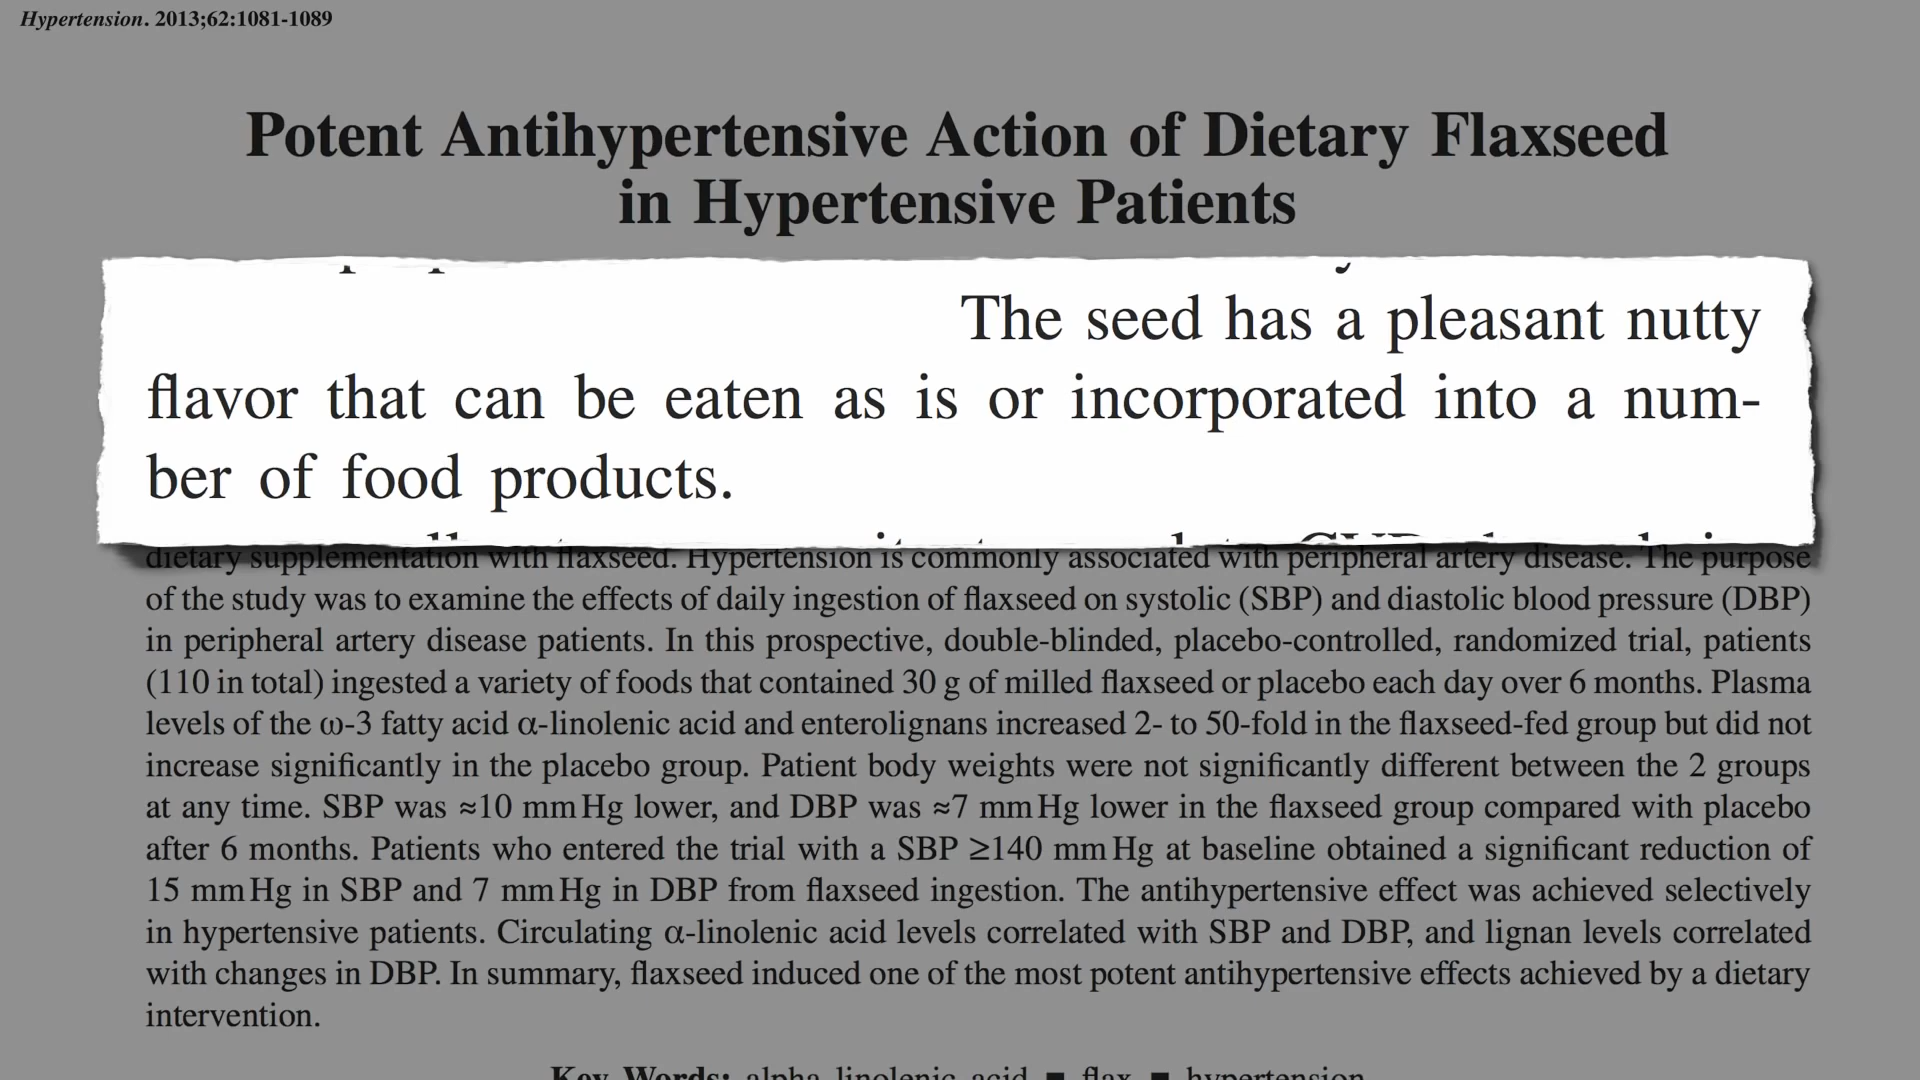 Hypertension. 2013;62:1081-1089
Potent Antihypertensive Action of Dietary Flaxseed
in Hypertensive Patients
The seed has a pleasant nutty
flavor that can be eaten as is or incorporated into a num-
ber of food products.
dietary supplementation with flaxseed. Hypertension is commonly associated with peripheral artery disease. The purpose
of the study was to examine the effects of daily ingestion of flaxseed on systolic (SBP) and diastolic blood pressure (DBP)
in peripheral artery disease patients. In this prospective, double-blinded, placebo-controlled, randomized trial, patients
(110 in total) ingested a variety of foods that contained 30 g of milled flaxseed or placebo each day over 6 months. Plasma
levels of the ω-3 fatty acid α-linolenic acid and enterolignans increased 2- to 50-fold in the flaxseed-fed group but did not
increase significantly in the placebo group. Patient body weights were not significantly different between the 2 groups
at any time. SBP was ≈10 mm Hg lower, and DBP was ≈7 mm Hg lower in the flaxseed group compared with placebo
after 6 months. Patients who entered the trial with a SBP ≥140 mm Hg at baseline obtained a significant reduction of
15 mm Hg in SBP and 7 mm Hg in DBP from flaxseed ingestion. The antihypertensive effect was achieved selectively
in hypertensive patients. Circulating α-linolenic acid levels correlated with SBP and DBP, and lignan levels correlated
with changes in DBP. In summary, flaxseed induced one of the most potent antihypertensive effects achieved by a dietary
intervention.
Key Words: alpha linolenic acid ■ flax ■ hypertension